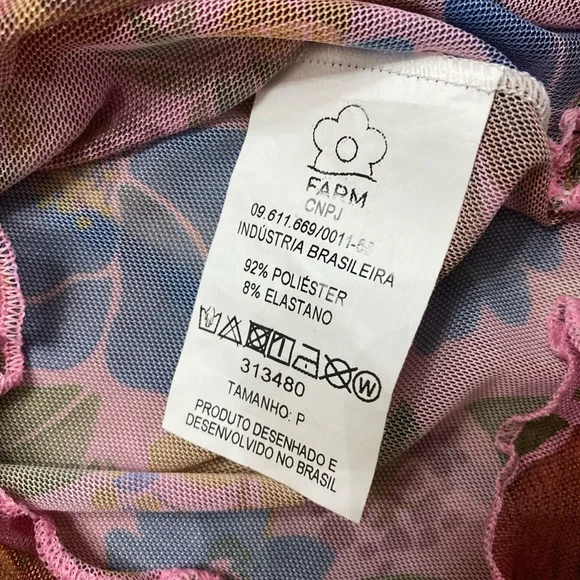 FARM
CNPJ
09.611.669/0011-63
INDÚSTRIA BRASILEIRA
92% POLIÉSTER
8% ELASTANO
W
313480
TAMANHO: P
PRODUTO DESENHADO E
DESENVOLVIDO NO BRASIL